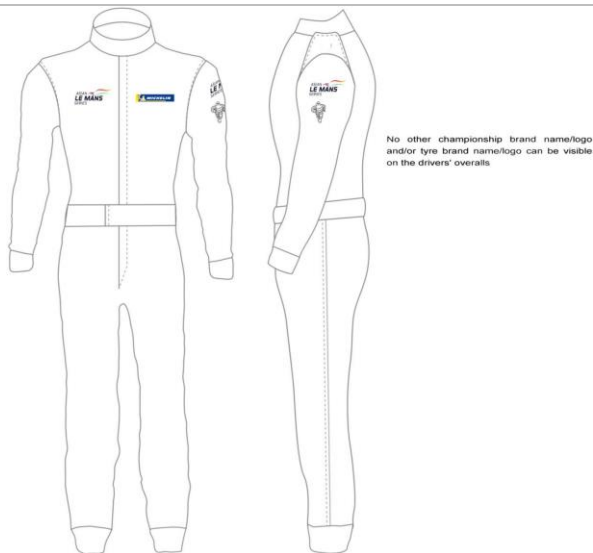 ASIAN
LE MANS
SERIES
MICHELIN
LE M
ASIAN
LE MANS
SERIES
No other championship brand name/logo
and/or tyre brand name/logo can be visible
on the drivers' overalls